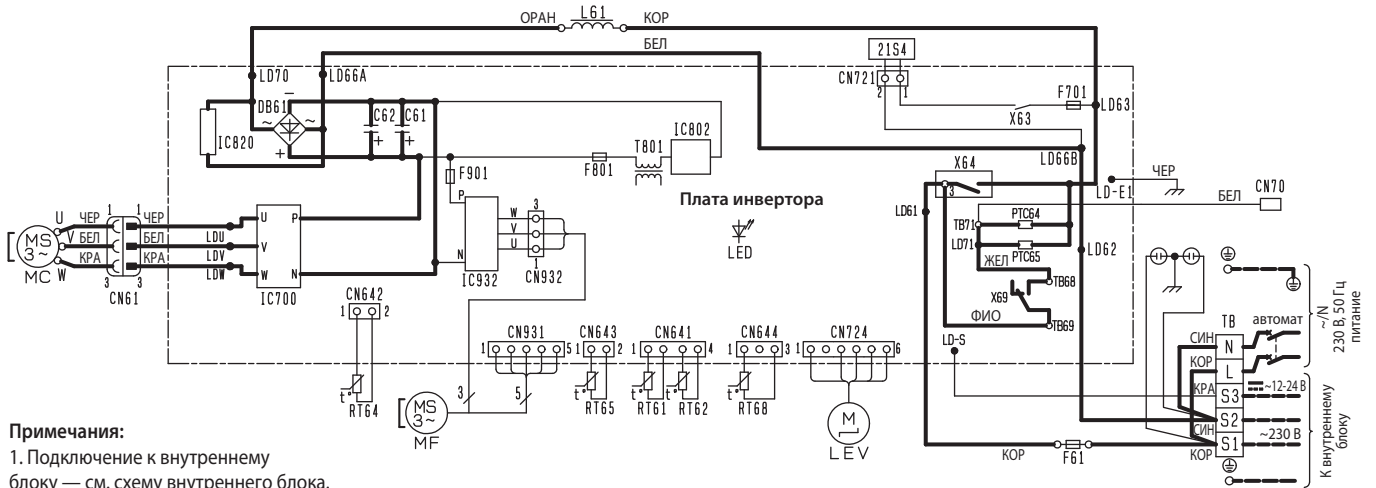 ОРАН L61 КОР
БЕЛ
21S4
CN721
2 1
LD70 LD66A
F701
LD63
X63
DB61
−
~ ~
+
IC820
C62 C61
+ +
T801 IC802
F801
LD66B
F901
X64
3
LD-E1 ЧЕР
БЕЛ CN70
Плата инвертора
LED
LD61
TB71 PTC64
LD71 PTC65
LD62
ЖЕЛ
TB68
X69
ФИО
TB69
LD-S
U ЧЕР 1 1 ЧЕР
V БЕЛ БЕЛ LDU
W КРА КРА LDV
LDW
3 3
MS
3~
MC
CN61
U P
V
W N
IC700
P W 3
V
N U
1
IC932 CN932
CN642
1 2
t°
RT64
CN931
1 5
CN643
1 2
CN641
1 4
CN644
1 3
CN724
1 6
3 5
MS
3~
MF
t°
RT65
t°
RT61
t°
RT62
t°
RT68
M
LEV
TB
СИН N
КОР L
КРА S3
S2
СИН
S1
КОР
автомат
~/N
230 В, 50 Гц
питание
~12-24 В
~230 В
К внутреннему
блоку
КОР F61
Примечания:
1. Подключение к внутреннему
блоку — см. схему внутреннего блока.